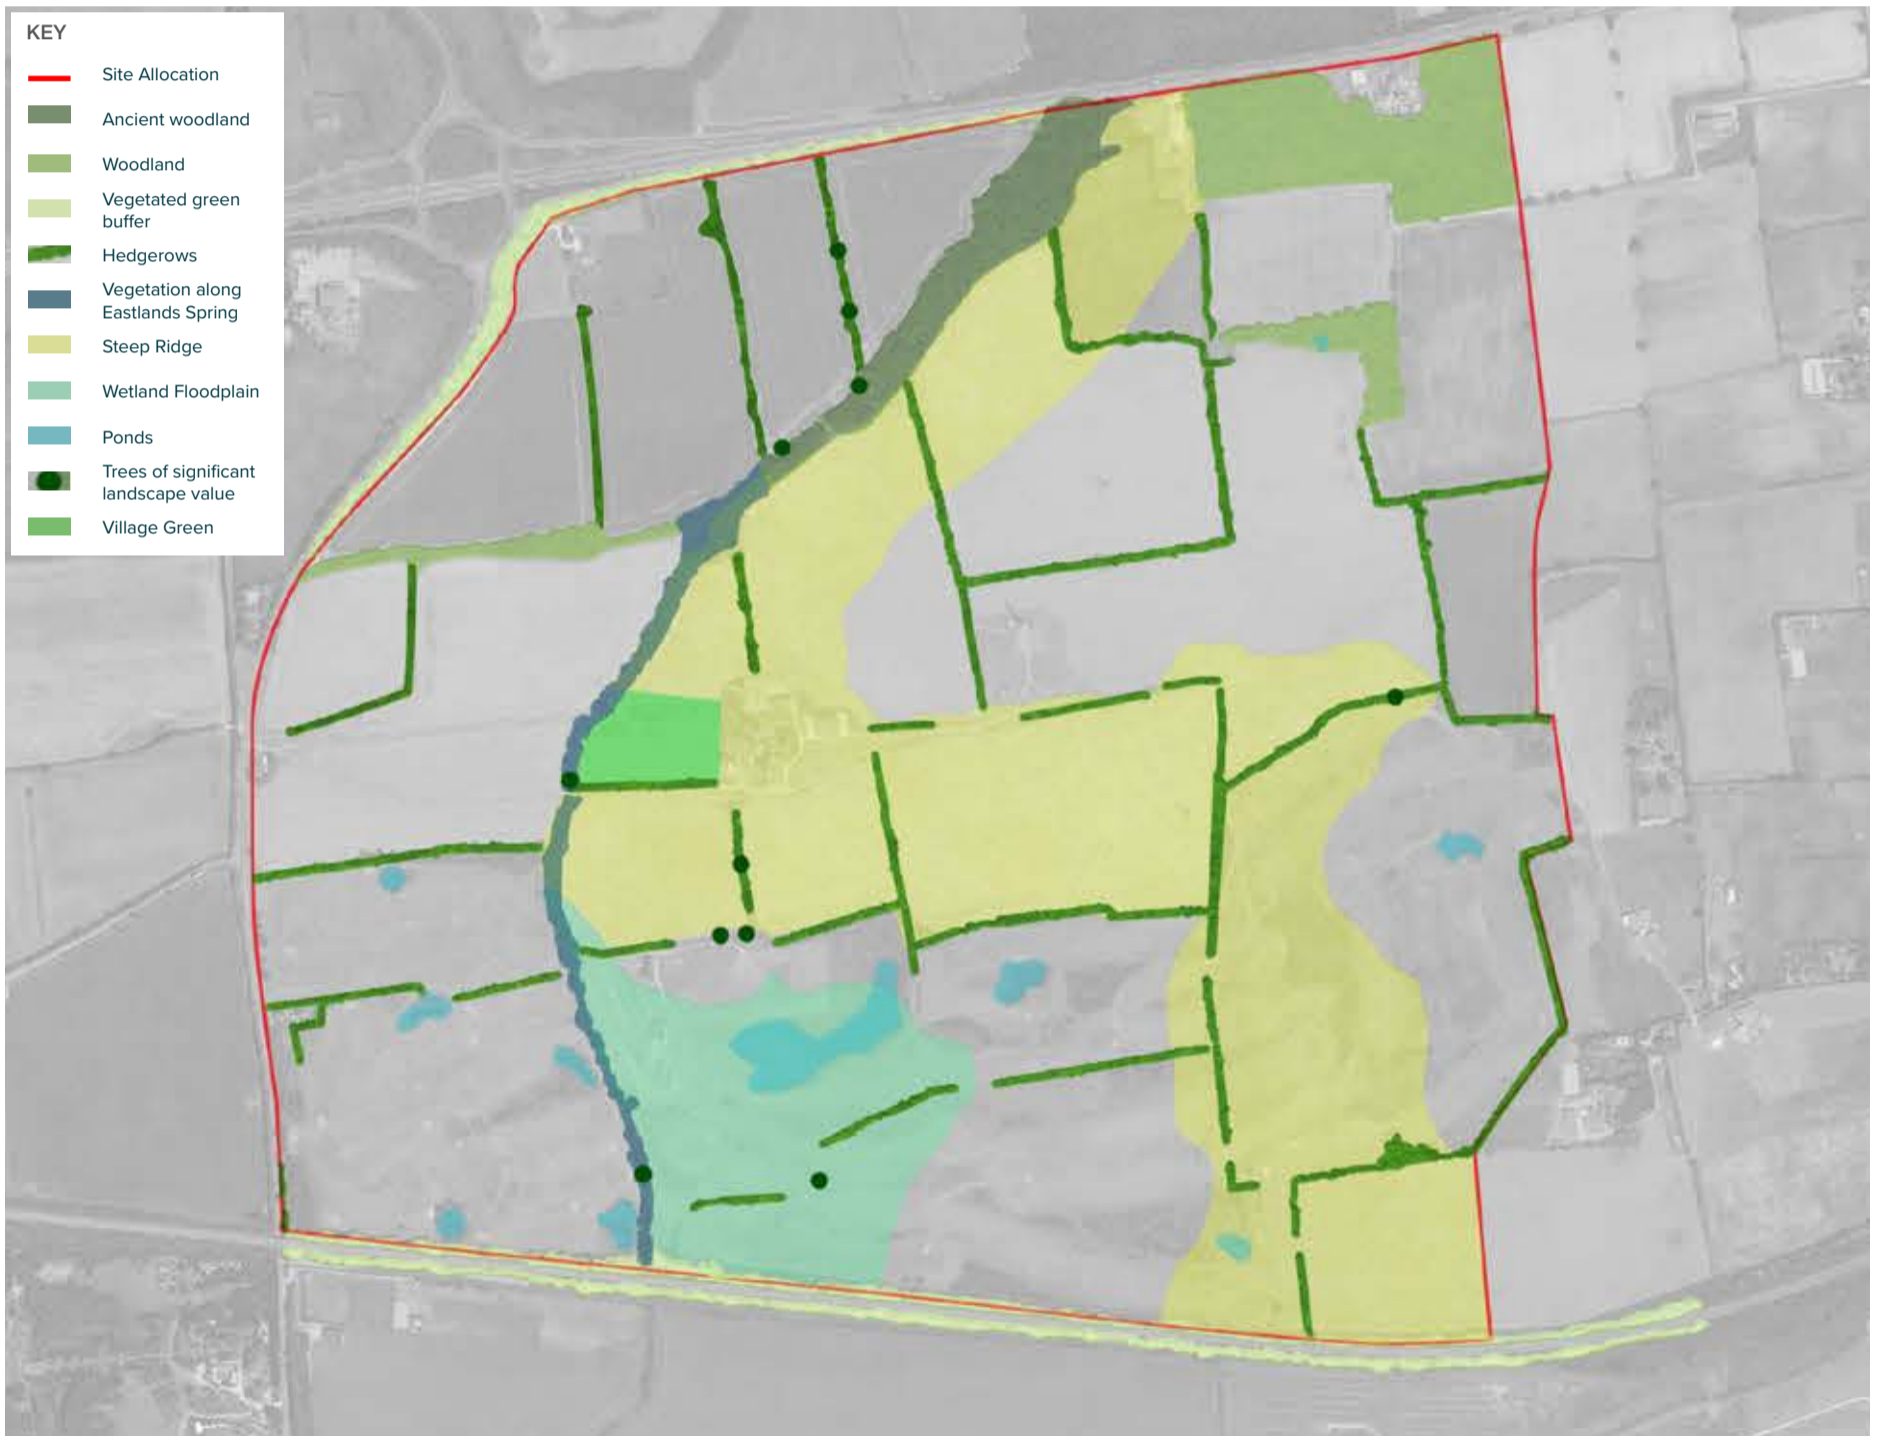 KEY
Site Allocation
Ancient woodland
Woodland
Vegetated green
buffer
Hedgerows
Vegetation along
Eastlands Spring
Steep Ridge
Wetland Floodplain
Ponds
Trees of significant
landscape value
Village Green